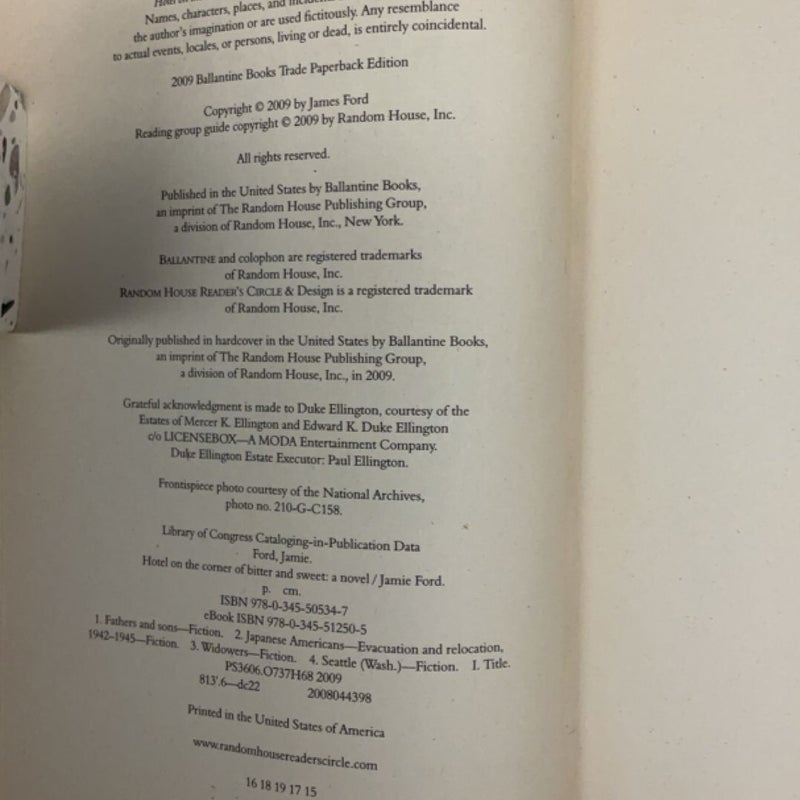 Names, characters, places, and
the author's imagination or are used fictitously. Any resemblance
to actual events, locales, or persons, living or dead, is entirely coincidental.
2009 Ballantine Books Trade Paperback Edition
Copyright © 2009 by James Ford
Reading group guide copyright © 2009 by Random House, Inc.
All rights reserved.
Published in the United States by Ballantine Books,
an imprint of The Random House Publishing Group,
a division of Random House, Inc., New York.
BALLANTINE and colophon are registered trademarks
of Random House, Inc.
RANDOM HOUSE READER'S CIRCLE & Design is a registered trademark
of Random House, Inc.
Originally published in hardcover in the United States by Ballantine Books,
an imprint of The Random House Publishing Group,
a division of Random House, Inc., in 2009.
Grateful acknowledgment is made to Duke Ellington, courtesy of the
Estates of Mercer K. Ellington and Edward K. Duke Ellington
c/o LICENSEBOX—A MODA Entertainment Company.
Duke Ellington Estate Executor: Paul Ellington.
Frontispiece photo courtesy of the National Archives,
photo no. 210-G-C158.
Library of Congress Cataloging-in-Publication Data
Ford, Jamie.
Hotel on the corner of bitter and sweet: a novel / Jamie Ford.
p. cm.
ISBN 978-0-345-50534-7
eBook ISBN 978-0-345-51250-5
1. Fathers and sons—Fiction. 2. Japanese Americans—Evacuation and relocation,
1942–1945—Fiction. 3. Widowers—Fiction. 4. Seattle (Wash.)—Fiction. I. Title.
PS3606.O737H68 2009
813'.6—dc22 2008044398
Printed in the United States of America
www.randomhousereaderscircle.com
16 18 19 17 15